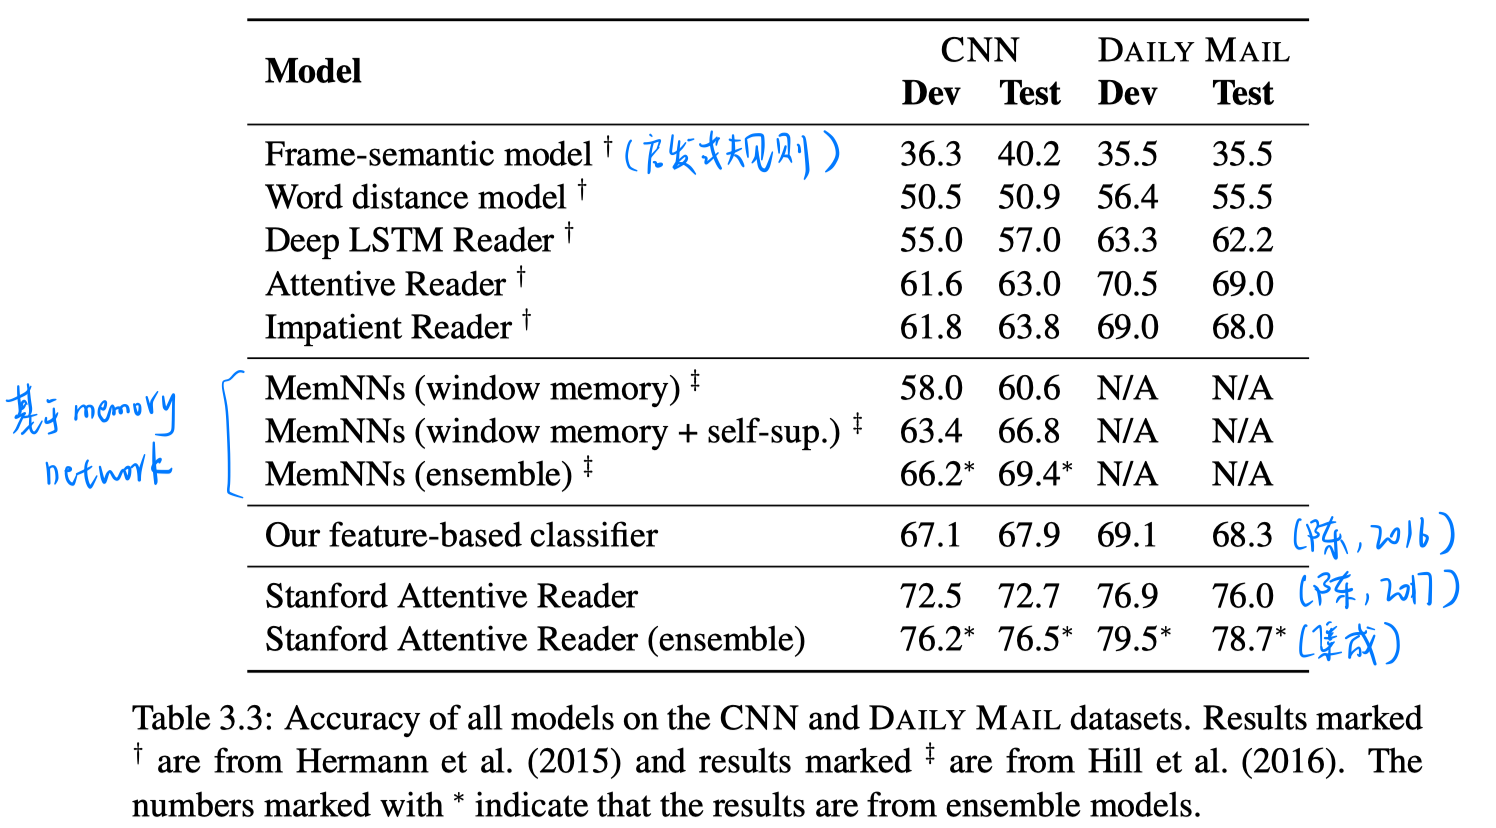 Model CNN DAILY MAIL
Dev Test Dev Test
Frame-semantic model † (启发式规则) 36.3 40.2 35.5 35.5
Word distance model † 50.5 50.9 56.4 55.5
Deep LSTM Reader † 55.0 57.0 63.3 62.2
Attentive Reader † 61.6 63.0 70.5 69.0
Impatient Reader † 61.8 63.8 69.0 68.0
基于 memory
network
MemNNs (window memory) ‡ 58.0 60.6 N/A N/A
MemNNs (window memory + self-sup.) ‡ 63.4 66.8 N/A N/A
MemNNs (ensemble) ‡ 66.2* 69.4* N/A N/A
Our feature-based classifier 67.1 67.9 69.1 68.3 (陈, 2016)
Stanford Attentive Reader 72.5 72.7 76.9 76.0 (陈, 2017)
Stanford Attentive Reader (ensemble) 76.2* 76.5* 79.5* 78.7* (集成)
Table 3.3: Accuracy of all models on the CNN and DAILY MAIL datasets. Results marked
† are from Hermann et al. (2015) and results marked ‡ are from Hill et al. (2016). The
numbers marked with * indicate that the results are from ensemble models.